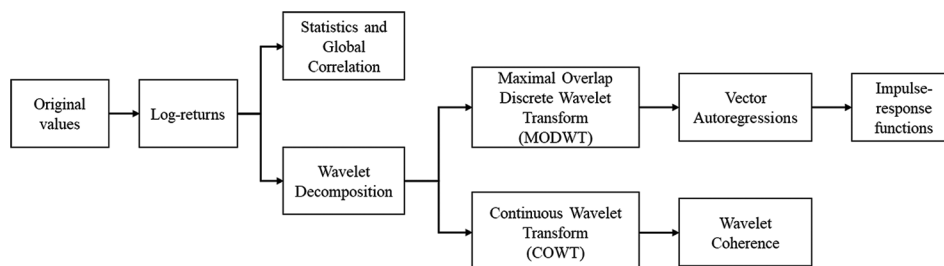 Original
values
Log-returns
Statistics and
Global
Correlation
Wavelet
Decomposition
Maximal Overlap
Discrete Wavelet
Transform
(MODWT)
Vector
Autoregressions
Impulse-
response
functions
Continuous Wavelet
Transform
(COWT)
Wavelet
Coherence